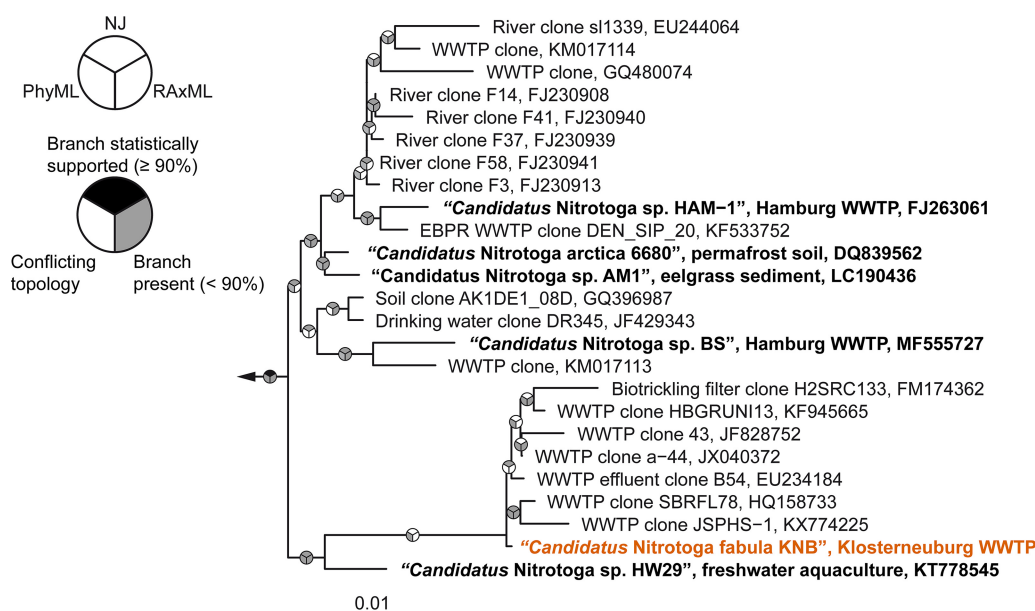 NJ
PhyML
RAxML
Branch statistically
supported (≥ 90%)
Conflicting
topology
Branch
present (< 90%)
River clone sl1339, EU244064
WWTP clone, KM017114
WWTP clone, GQ480074
River clone F14, FJ230908
River clone F41, FJ230940
River clone F37, FJ230939
River clone F58, FJ230941
River clone F3, FJ230913
“Candidatus Nitrotoga sp. HAM−1”, Hamburg WWTP, FJ263061
EBPR WWTP clone DEN_SIP_20, KF533752
“Candidatus Nitrotoga arctica 6680”, permafrost soil, DQ839562
“Candidatus Nitrotoga sp. AM1”, eelgrass sediment, LC190436
Soil clone AK1DE1_08D, GQ396987
Drinking water clone DR345, JF429343
“Candidatus Nitrotoga sp. BS”, Hamburg WWTP, MF555727
WWTP clone, KM017113
Biotrickling filter clone H2SRC133, FM174362
WWTP clone HBGRUNI13, KF945665
WWTP clone 43, JF828752
WWTP clone a−44, JX040372
WWTP effluent clone B54, EU234184
WWTP clone SBRFL78, HQ158733
WWTP clone JSPHS−1, KX774225
“Candidatus Nitrotoga fabula KNB”, Klosterneuburg WWTP
“Candidatus Nitrotoga sp. HW29”, freshwater aquaculture, KT778545
0.01